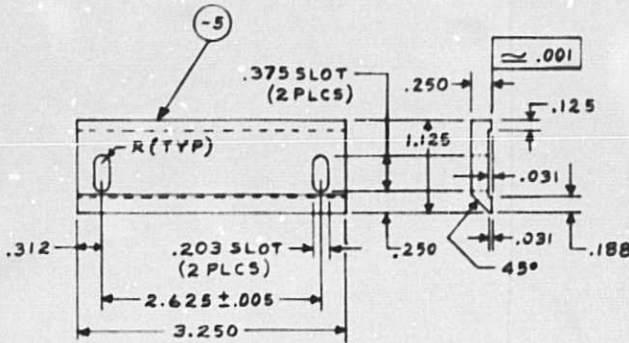 -5
≃ .001
.375 SLOT
(2 PLCS)
.250
.125
R (TYP)
1.125
.031
.312
.203 SLOT
(2 PLCS)
.250
.031
.188
45°
2.625 ±.005
3.250